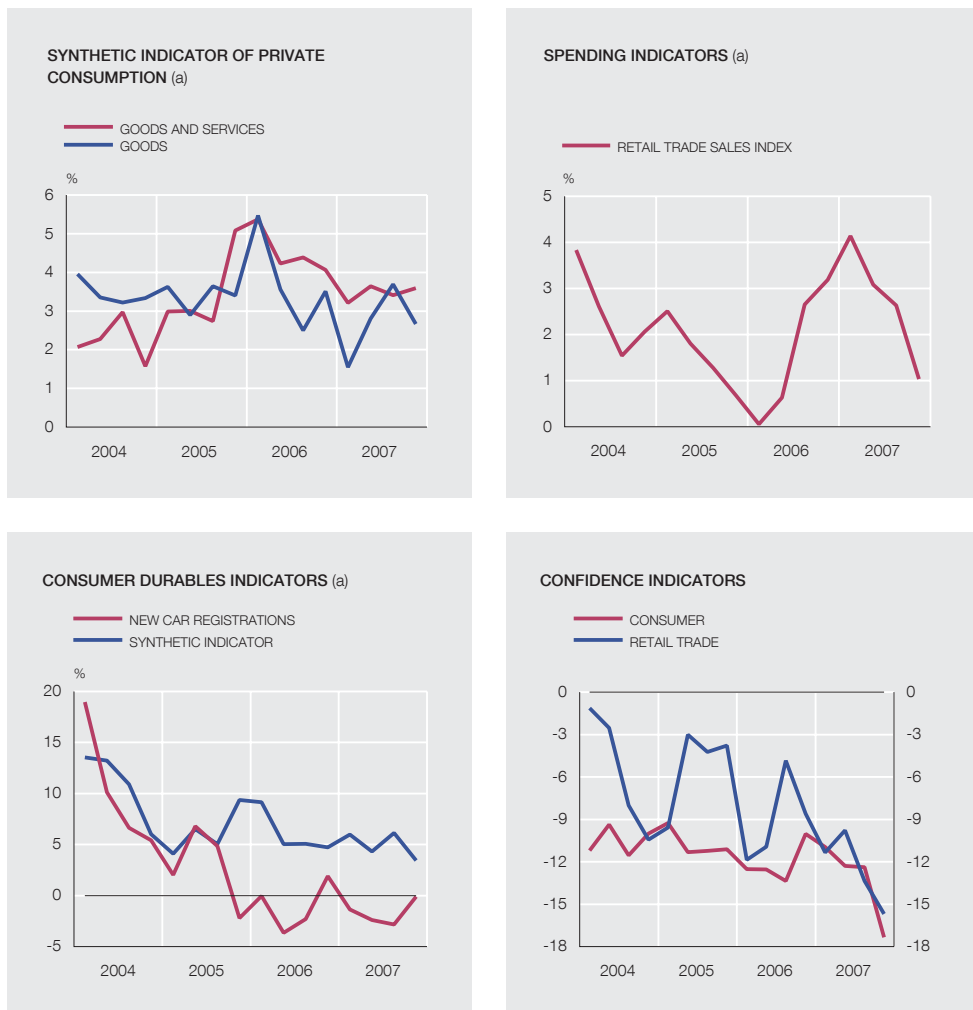 SYNTHETIC INDICATOR OF PRIVATE
CONSUMPTION (a)
GOODS AND SERVICES
GOODS
%
6
5
4
3
2
1
0
2004 2005 2006 2007
SPENDING INDICATORS (a)
RETAIL TRADE SALES INDEX
%
5
4
3
2
1
0
2004 2005 2006 2007
CONSUMER DURABLES INDICATORS (a)
NEW CAR REGISTRATIONS
SYNTHETIC INDICATOR
%
20
15
10
5
0
-5
2004 2005 2006 2007
CONFIDENCE INDICATORS
CONSUMER
RETAIL TRADE
0 0
-3 -3
-6 -6
-9 -9
-12 -12
-15 -15
-18 -18
2004 2005 2006 2007